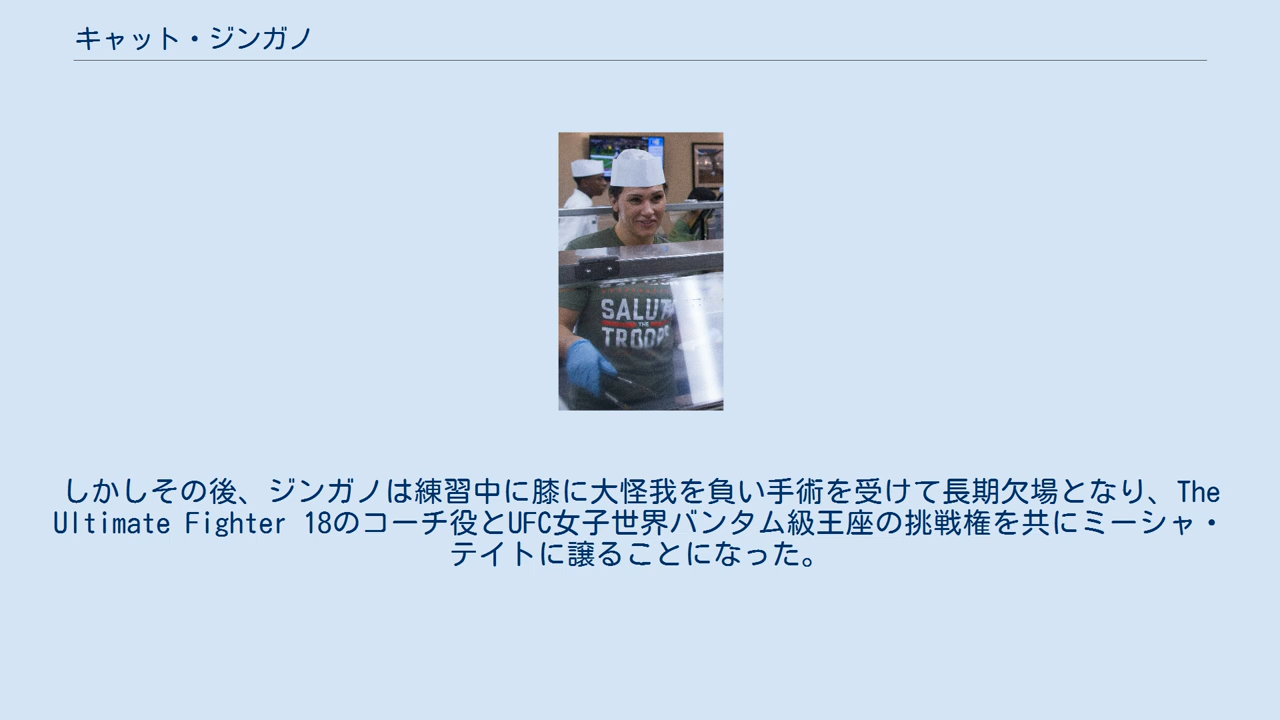 キャット・ジンガノ
SALUT
THE
TROOPS
しかしその後、ジンガノは練習中に膝に大怪我を負い手術を受けて長期欠場となり、The
Ultimate Fighter 18のコーチ役とUFC女子世界バンタム級王座の挑戦権を共にミーシャ・
テイトに譲ることになった。